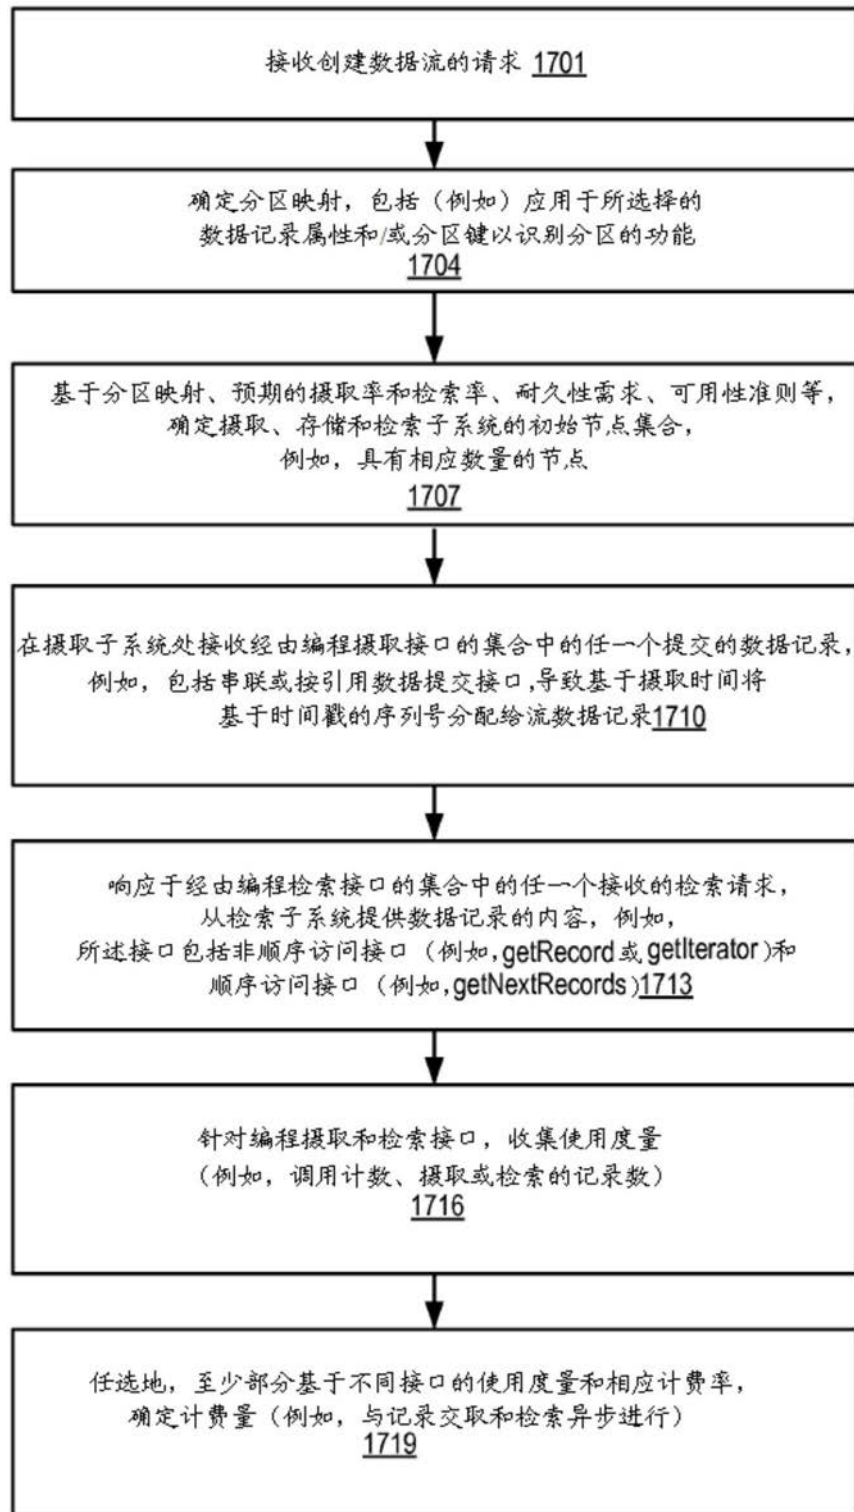 接收创建数据流的请求 1701
确定分区映射，包括（例如）应用于所选择的
数据记录属性和/或分区键以识别分区的功能
1704
基于分区映射、预期的摄取率和检索率、耐久性需求、可用性准则等，
确定摄取、存储和检索子系统的初始节点集合，
例如，具有相应数量的节点
1707
在摄取子系统处接收经由编程摄取接口的集合中的任一个提交的数据记录，
例如，包括串联或按引用数据提交接口,导致基于摄取时间将
基于时间戳的序列号分配给流数据记录1710
响应于经由编程检索接口的集合中的任一个接收的检索请求，
从检索子系统提供数据记录的内容，例如，
所述接口包括非顺序访问接口（例如,getRecord或getIterator)和
顺序访问接口（例如,getNextRecords)1713
针对编程摄取和检索接口，收集使用度量
（例如，调用计数、摄取或检索的记录数）
1716
任选地，至少部分基于不同接口的使用度量和相应计费率，
确定计费量（例如，与记录交取和检索异步进行）
1719